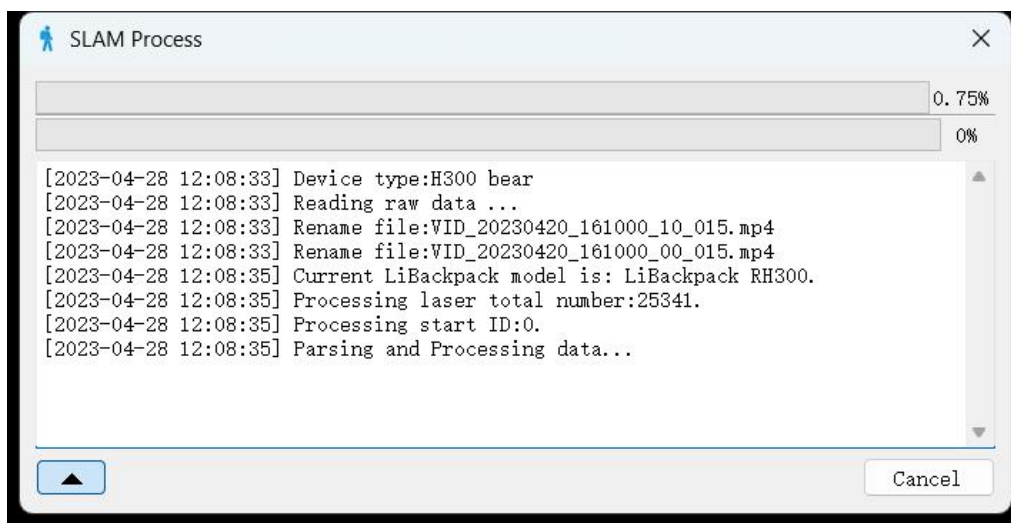 SLAM Process
0.75%
0%
[2023-04-28 12:08:33] Device type:H300 bear
[2023-04-28 12:08:33] Reading raw data ...
[2023-04-28 12:08:33] Rename file:VID_20230420_161000_10_015.mp4
[2023-04-28 12:08:33] Rename file:VID_20230420_161000_00_015.mp4
[2023-04-28 12:08:35] Current LiBackpack model is: LiBackpack RH300.
[2023-04-28 12:08:35] Processing laser total number:25341.
[2023-04-28 12:08:35] Processing start ID:0.
[2023-04-28 12:08:35] Parsing and Processing data...
Cancel